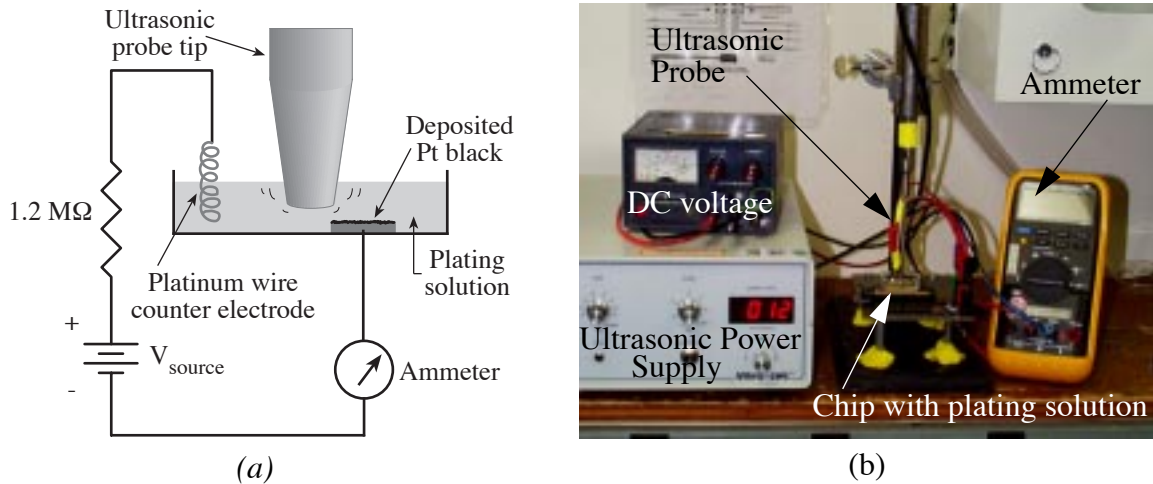 Ultrasonic
probe tip
Deposited
Pt black
1.2 MΩ
Platinum wire
counter electrode
Plating
solution
+
V source
-
Ammeter
(a)
Ultrasonic
Probe
Ammeter
DC voltage
012
Ultrasonic Power
Supply
Chip with plating solution
(b)